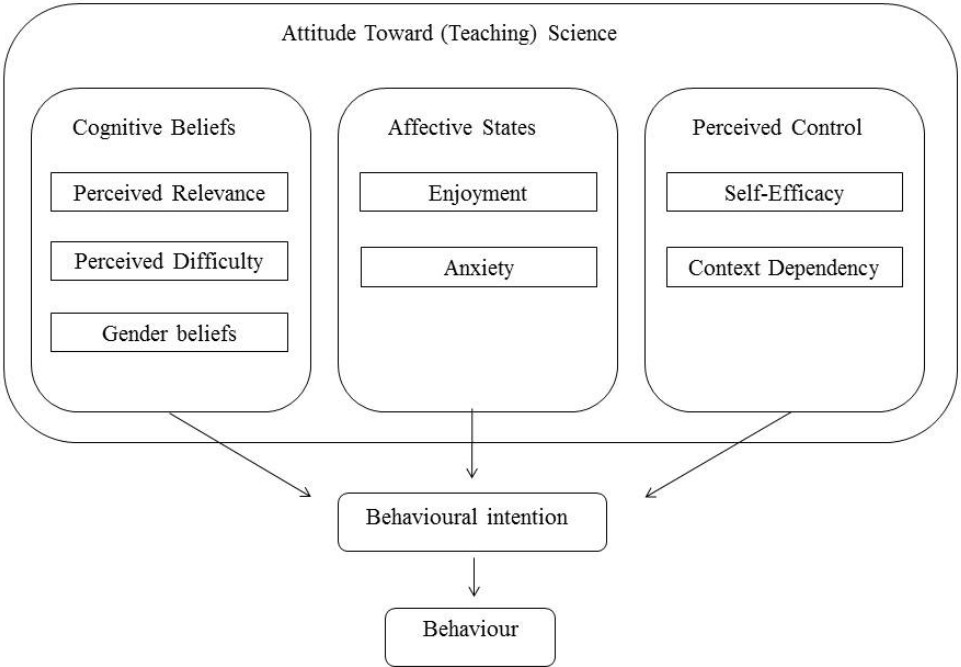 Attitude Toward (Teaching) Science
Cognitive Beliefs
Perceived Relevance
Perceived Difficulty
Gender beliefs
Affective States
Enjoyment
Anxiety
Perceived Control
Self-Efficacy
Context Dependency
Behavioural intention
Behaviour